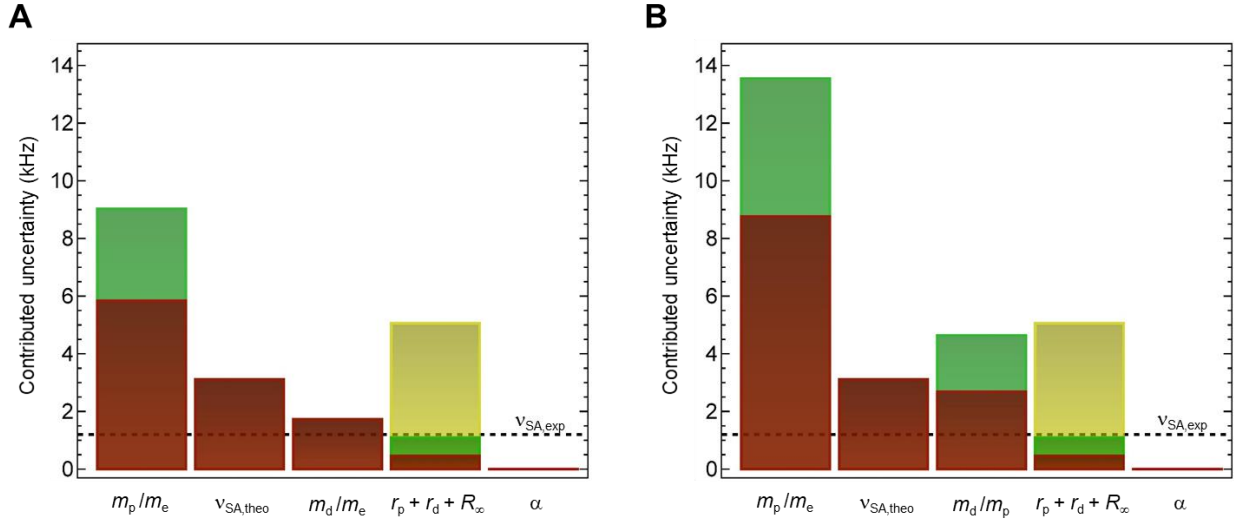 A
Contributed uncertainty (kHz)
14
12
10
8
6
4
2
0
νSA,exp
mp/me
νSA,theo
md/me
rp + rd + R∞
α
B
Contributed uncertainty (kHz)
14
12
10
8
6
4
2
0
νSA,exp
mp/me
νSA,theo
md/mp
rp + rd + R∞
α